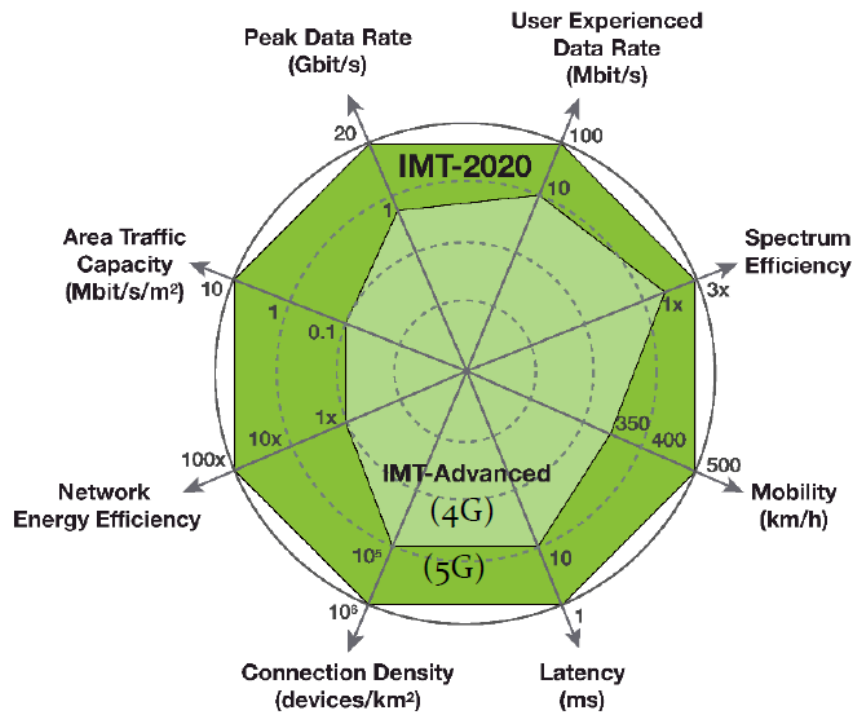 Peak Data Rate
(Gbit/s)
User Experienced
Data Rate
(Mbit/s)
20
100
IMT-2020
1
10
Area Traffic
Capacity
(Mbit/s/m²)
Spectrum
Efficiency
10
1
0.1
1x
3x
1x
10x
100x
350
400
500
Network
Energy Efficiency
Mobility
(km/h)
IMT-Advanced
(4G)
(5G)
10⁵
10⁶
10
1
Connection Density
(devices/km²)
Latency
(ms)